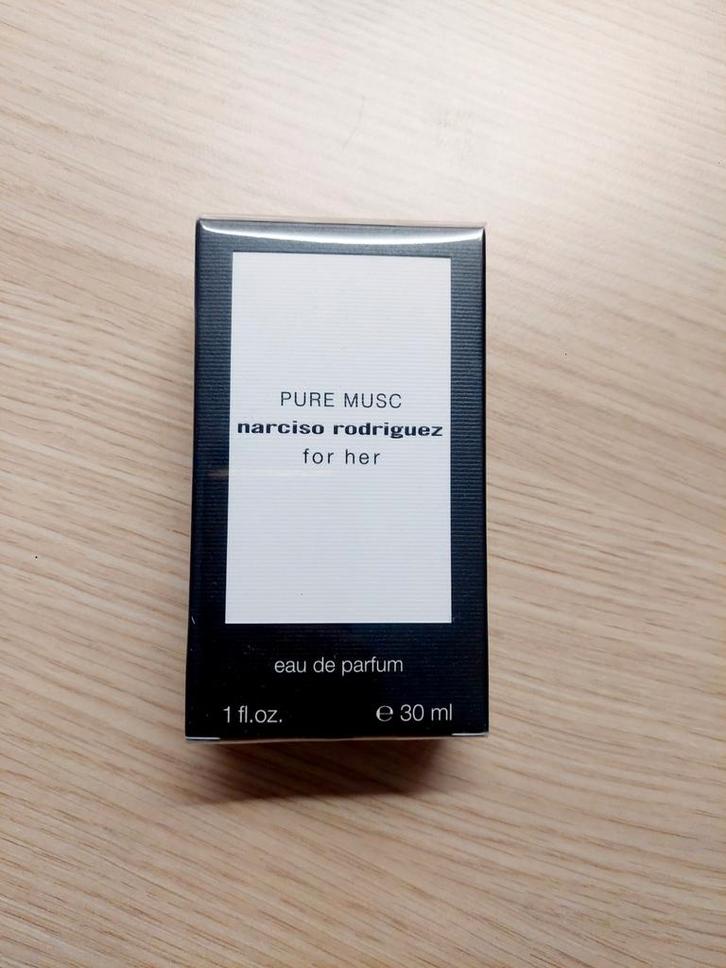 PURE MUSC
narciso rodriguez
for her
eau de parfum
1 fl.oz. ℮ 30 ml